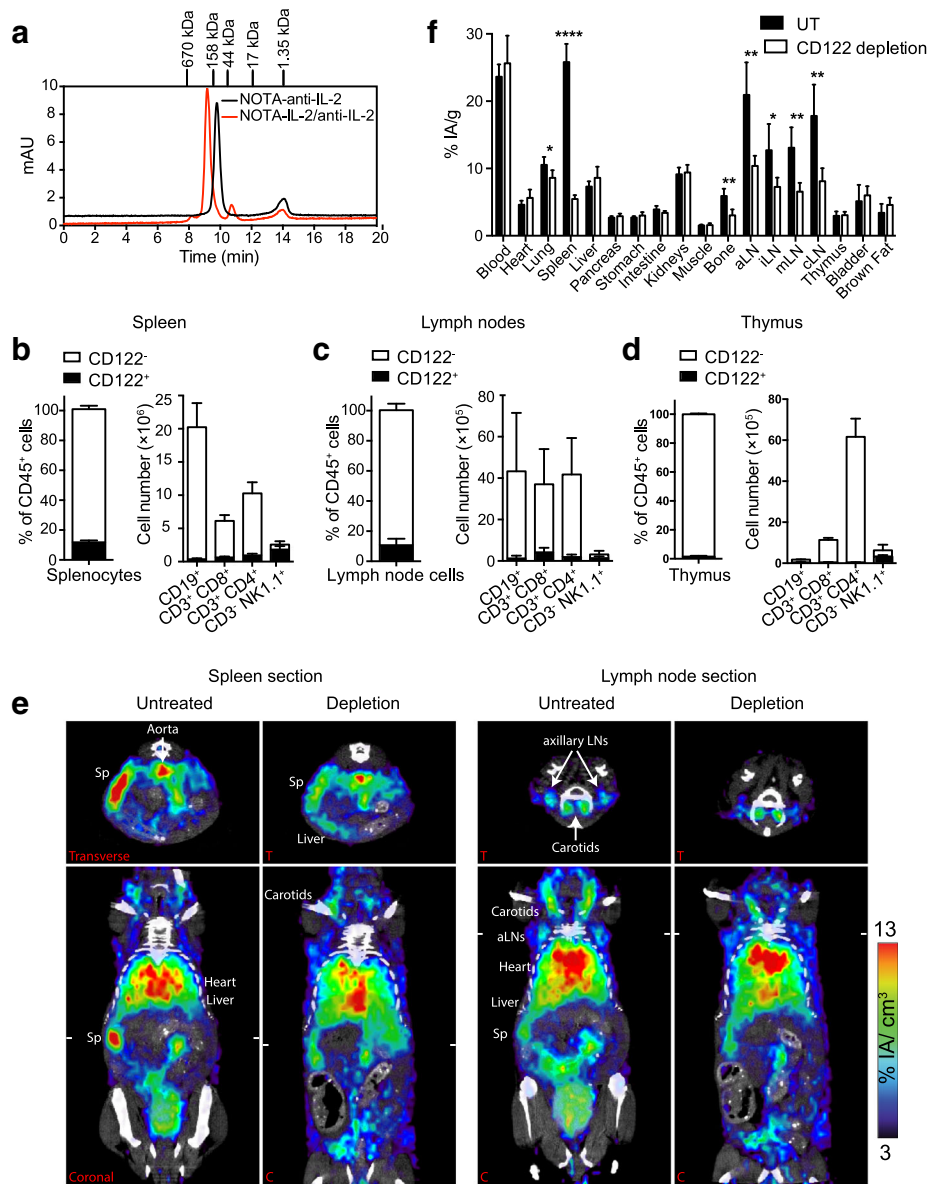 a
670 kDa
158 kDa
44 kDa
17 kDa
1.35 kDa
NOTA-anti-IL-2
NOTA-IL-2/anti-IL-2
mAU
10
8
6
4
2
0
0 2 4 6 8 10 12 14 16 18 20
Time (min)
f
UT
CD122 depletion
% IA/g
30
20
10
0
**** ** * ** ** * **
Blood
Heart
Lung
Spleen
Liver
Pancreas
Stomach
Intestine
Kidneys
Muscle
Bone
aLN
iLN
mLN
cLN
Thymus
Bladder
Brown Fat
Spleen
b
CD122-
CD122+
% of CD45+ cells
100
80
60
40
20
0
Splenocytes
Cell number (×10⁶)
25
20
15
10
5
0
CD19+
CD3+ CD8+
CD3+ CD4+
CD3- NK1.1+
Lymph nodes
c
CD122-
CD122+
% of CD45+ cells
100
80
60
40
20
0
Lymph node cells
Cell number (×10⁵)
80
60
40
20
0
CD19+
CD3+ CD8+
CD3+ CD4+
CD3- NK1.1+
Thymus
d
CD122-
CD122+
% of CD45+ cells
100
80
60
40
20
0
Thymus
Cell number (×10⁵)
80
60
40
20
0
CD19+
CD3+ CD8+
CD3+ CD4+
CD3- NK1.1+
e
Spleen section
Untreated
Depletion
Aorta
Sp
Transverse
Sp
Liver
T
Heart
Liver
Sp
Coronal
Carotids
C
Lymph node section
Untreated
Depletion
axillary LNs
Carotids
T
T
Carotids
aLNs
Heart
Liver
Sp
C
C
13
% IA/ cm³
3